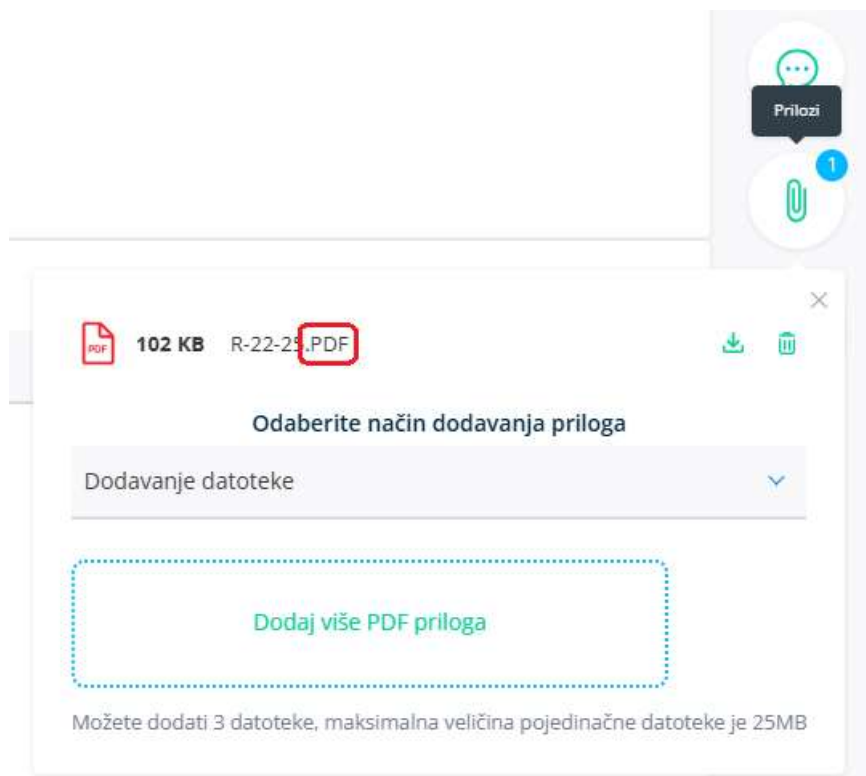 Prilozi
1
PDF 102 KB R-22-25.PDF
Odaberite način dodavanja priloga
Dodavanje datoteke
Dodaj više PDF priloga
Možete dodati 3 datoteke, maksimalna veličina pojedinačne datoteke je 25MB